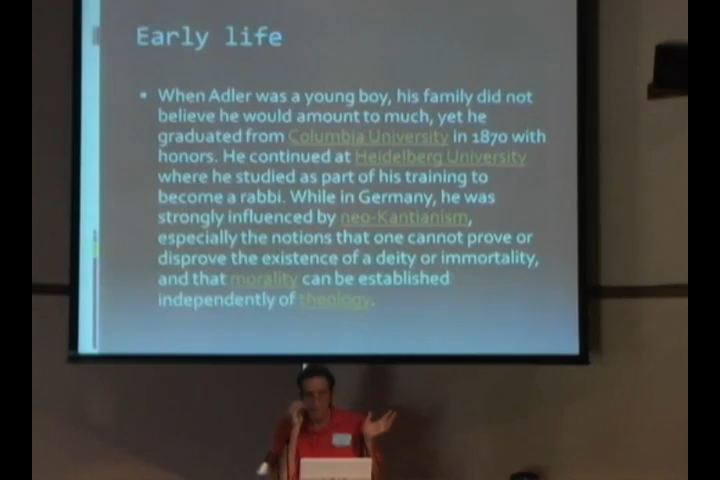 Early life
When Adler was a young boy, his family did not
believe he would amount to much, yet he
graduated from Columbia University in 1870 with
honors. He continued at Heidelberg University
where he studied as part of his training to
become a rabbi. While in Germany, he was
strongly influenced by neo-Kantianism,
especially the notions that one cannot prove or
disprove the existence of a deity or immortality,
and that morality can be established
independently of theology.